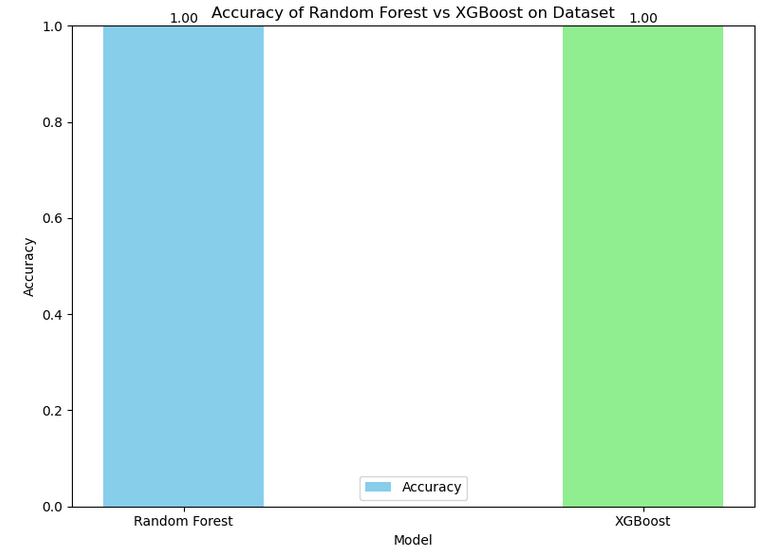 Accuracy of Random Forest vs XGBoost on Dataset
1.00
1.00
1.0
0.8
0.6
0.4
0.2
0.0
Accuracy
Accuracy
Random Forest
XGBoost
Model